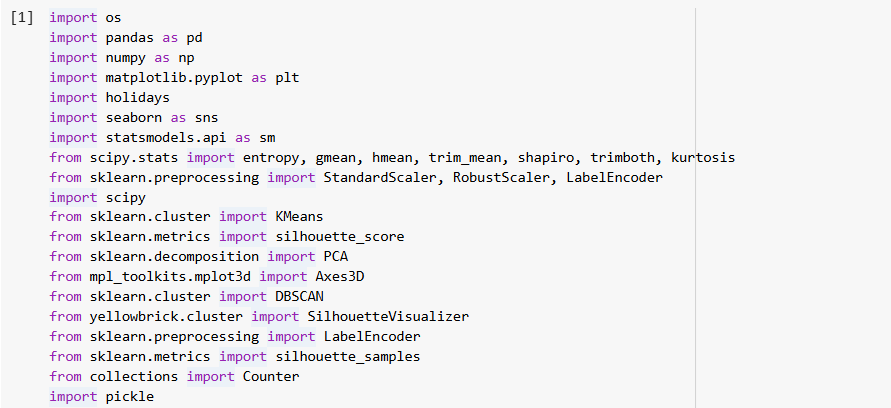 [1] import os
import pandas as pd
import numpy as np
import matplotlib.pyplot as plt
import holidays
import seaborn as sns
import statsmodels.api as sm
from scipy.stats import entropy, gmean, hmean, trim_mean, shapiro, trimboth, kurtosis
from sklearn.preprocessing import StandardScaler, RobustScaler, LabelEncoder
import scipy
from sklearn.cluster import KMeans
from sklearn.metrics import silhouette_score
from sklearn.decomposition import PCA
from mpl_toolkits.mplot3d import Axes3D
from sklearn.cluster import DBSCAN
from yellowbrick.cluster import SilhouetteVisualizer
from sklearn.preprocessing import LabelEncoder
from sklearn.metrics import silhouette_samples
from collections import Counter
import pickle